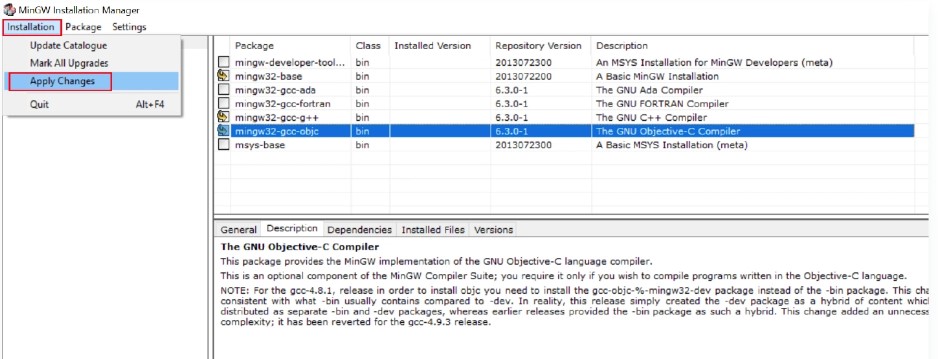 MinGW Installation Manager
Installation Package Settings
Update Catalogue
Mark All Upgrades
Apply Changes
Quit Alt+F4
Package Class Installed Version Repository Version Description
mingw-developer-tool... bin 2013072300 An MSYS Installation for MinGW Developers (meta)
mingw32-base bin 2013072200 A Basic MinGW Installation
mingw32-gcc-ada bin 6.3.0-1 The GNU Ada Compiler
mingw32-gcc-fortran bin 6.3.0-1 The GNU FORTRAN Compiler
mingw32-gcc-g++ bin 6.3.0-1 The GNU C++ Compiler
mingw32-gcc-objc bin 6.3.0-1 The GNU Objective-C Compiler
msys-base bin 2013072300 A Basic MSYS Installation (meta)
General Description Dependencies Installed Files Versions
The GNU Objective-C Compiler
This package provides the MinGW implementation of the GNU Objective-C language compiler.
This is an optional component of the MinGW Compiler Suite; you require it only if you wish to compile programs written in the Objective-C language.
NOTE: For the gcc-4.8.1, release in order to install objc you need to install the gcc-objc-%-mingw32-dev package instead of the -bin package. This cha
consistent with what -bin usually contains compared to -dev. In reality, this release simply created the -dev package as a hybrid of content whic
distributed as separate -bin and -dev packages, whereas earlier releases provided the -bin package as such a hybrid. This change added an unnecess
complexity; it has been reverted for the gcc-4.9.3 release.